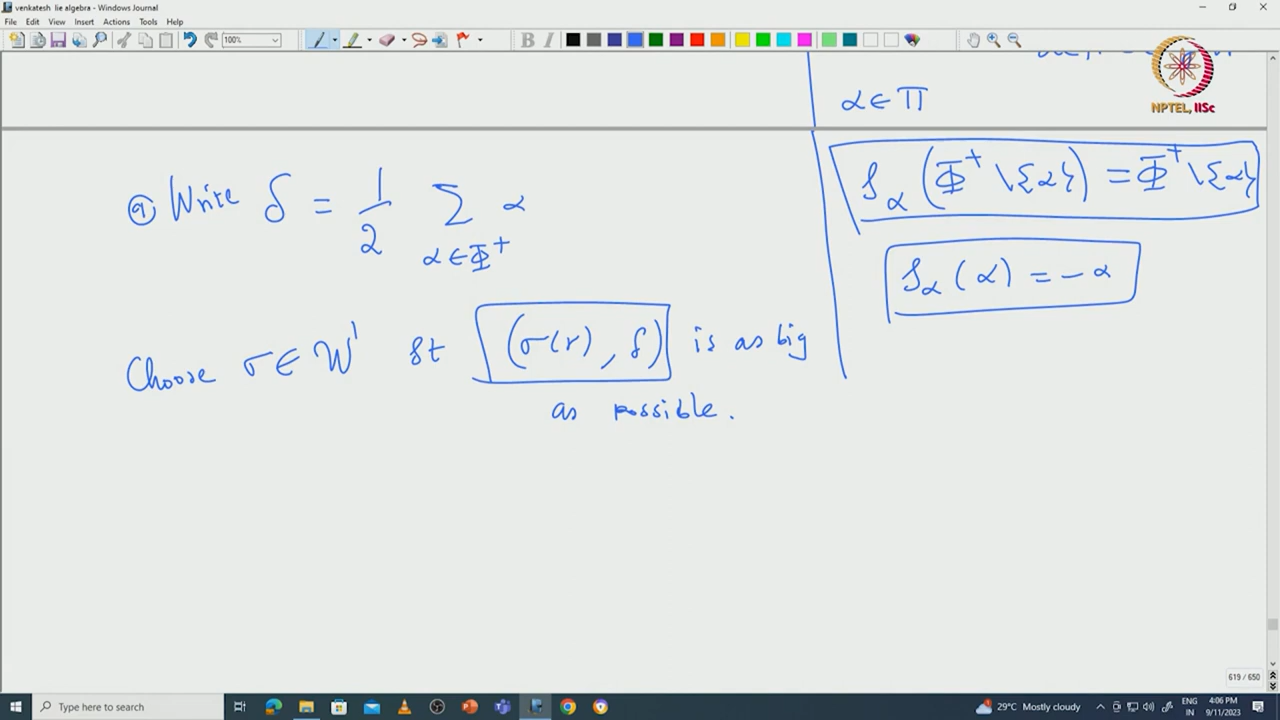 venkatesh lie algebra - Windows Journal
File Edit View Insert Actions Tools Help
100%
NPTEL, IISc
α ∈ Π
ⓐ Write δ = 1/2 Σ_{α∈Φ⁺} α
S_α (Φ⁺ \ {α}) = Φ⁺ \ {α}
S_α (α) = -α
Choose σ ∈ W' st (σ(r), δ) is as big
as possible.
619 / 650
Type here to search
29°C Mostly cloudy
ENG
IN
4:06 PM
9/11/2023